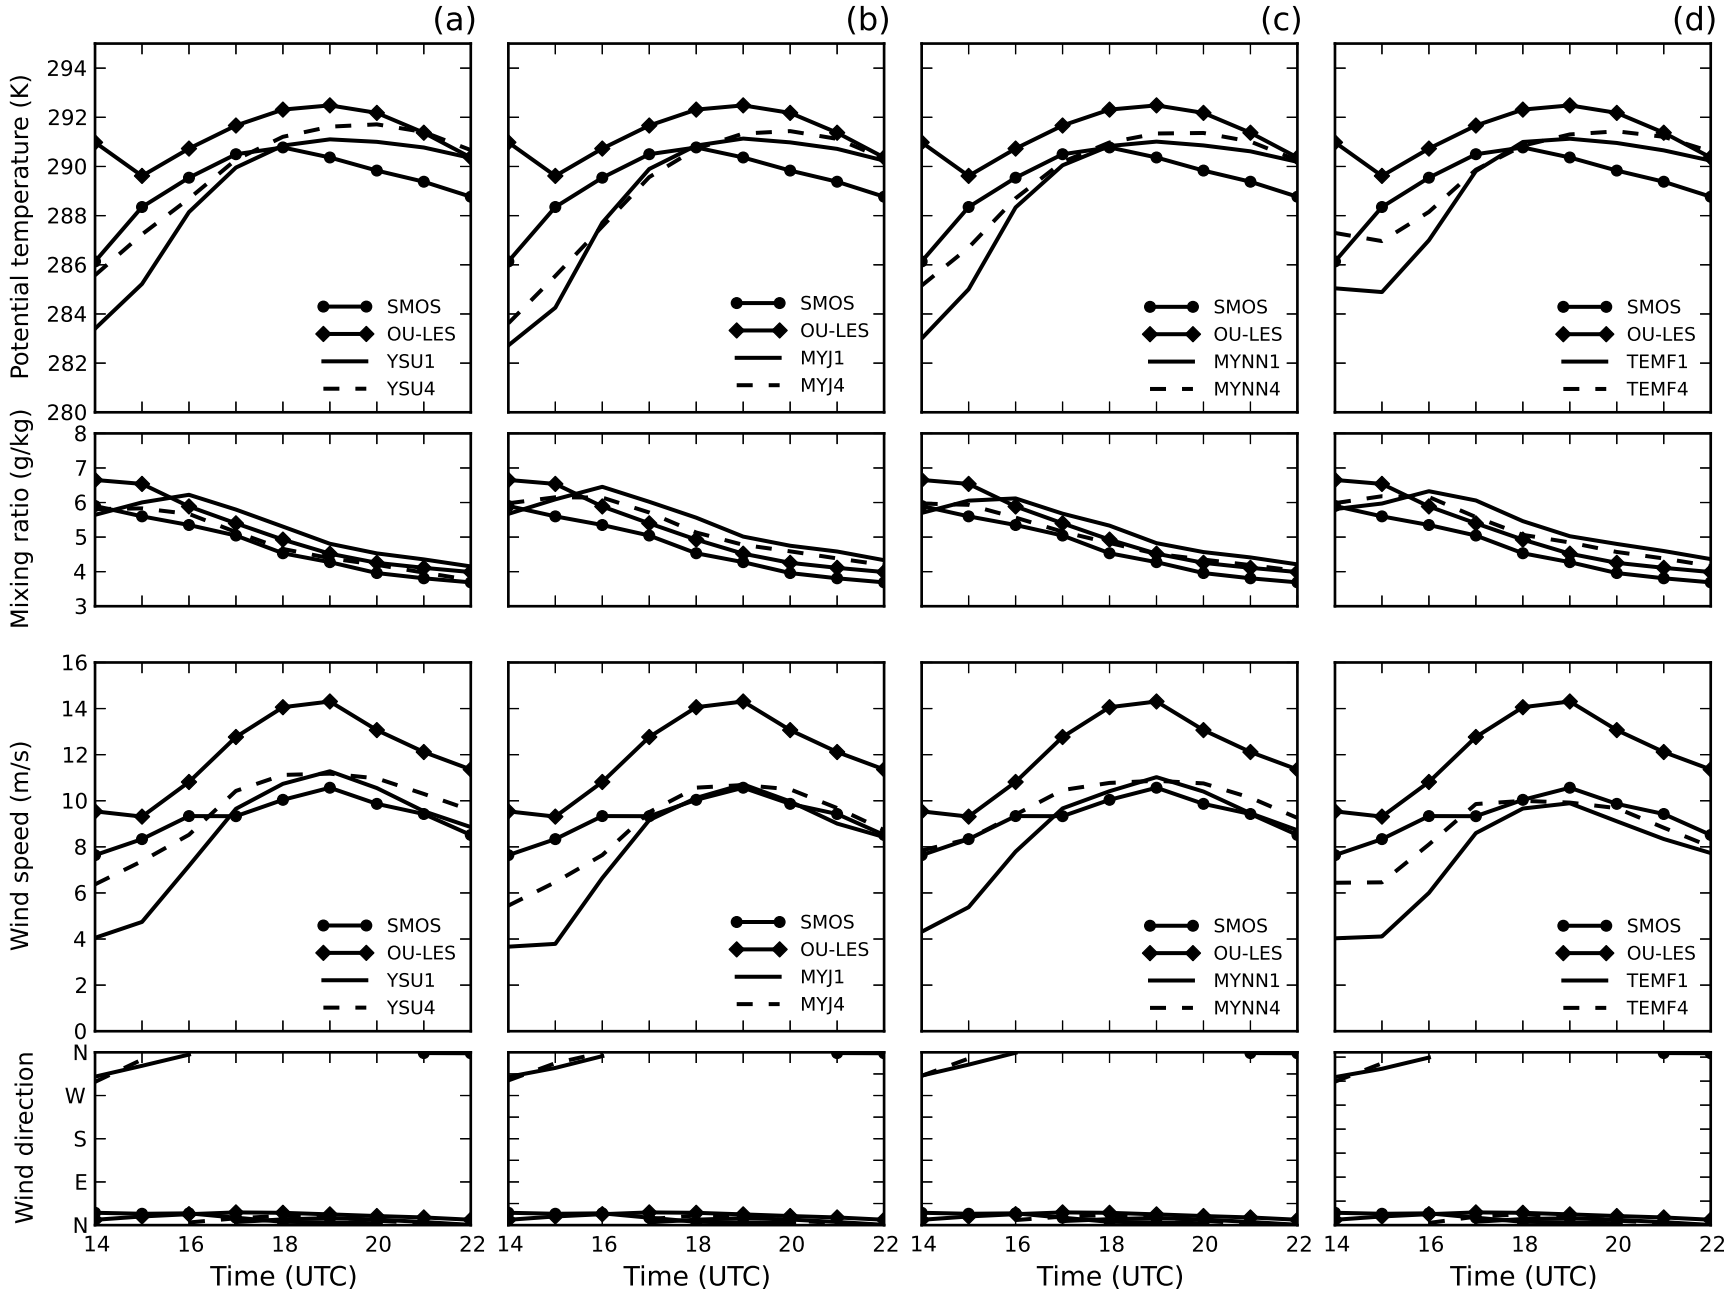 (a) (b) (c) (d)
Potential temperature (K)
294
292
290
288
286
284
282
280
SMOS
OU-LES
YSU1
YSU4
SMOS
OU-LES
MYJ1
MYJ4
SMOS
OU-LES
MYNN1
MYNN4
SMOS
OU-LES
TEMF1
TEMF4
Mixing ratio (g/kg)
8
7
6
5
4
3
Wind speed (m/s)
16
14
12
10
8
6
4
2
0
SMOS
OU-LES
YSU1
YSU4
SMOS
OU-LES
MYJ1
MYJ4
SMOS
OU-LES
MYNN1
MYNN4
SMOS
OU-LES
TEMF1
TEMF4
Wind direction
N
W
S
E
N
14 16 18 20 22
14 16 18 20 22
14 16 18 20 22
14 16 18 20 22
Time (UTC) Time (UTC) Time (UTC) Time (UTC)